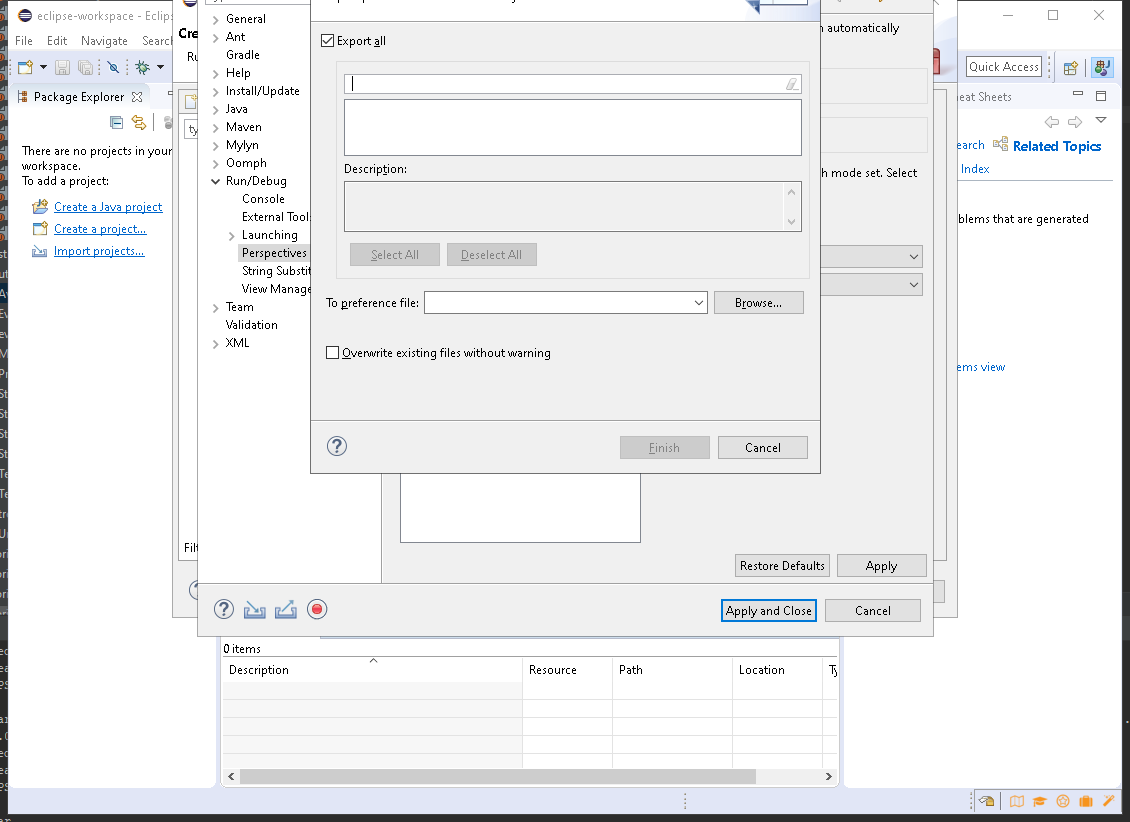 eclipse-workspace - Eclips
File Edit Navigate Search
Quick Access
Package Explorer
There are no projects in your
workspace.
To add a project:
Create a Java project
Create a project...
Import projects...
Cre
Ru
ty
Filt
General
Ant
Gradle
Help
Install/Update
Java
Maven
Mylyn
Oomph
Run/Debug
Console
External Tools
Launching
Perspectives
String Substit
View Manage
Team
Validation
XML
Export all
Description:
Select All
Deselect All
To preference file:
Browse...
Overwrite existing files without warning
Finish
Cancel
automatically
h mode set. Select
Restore Defaults
Apply
Apply and Close
Cancel
eat Sheets
earch
Related Topics
Index
blems that are generated
ems view
0 items
Description
Resource
Path
Location
Ty